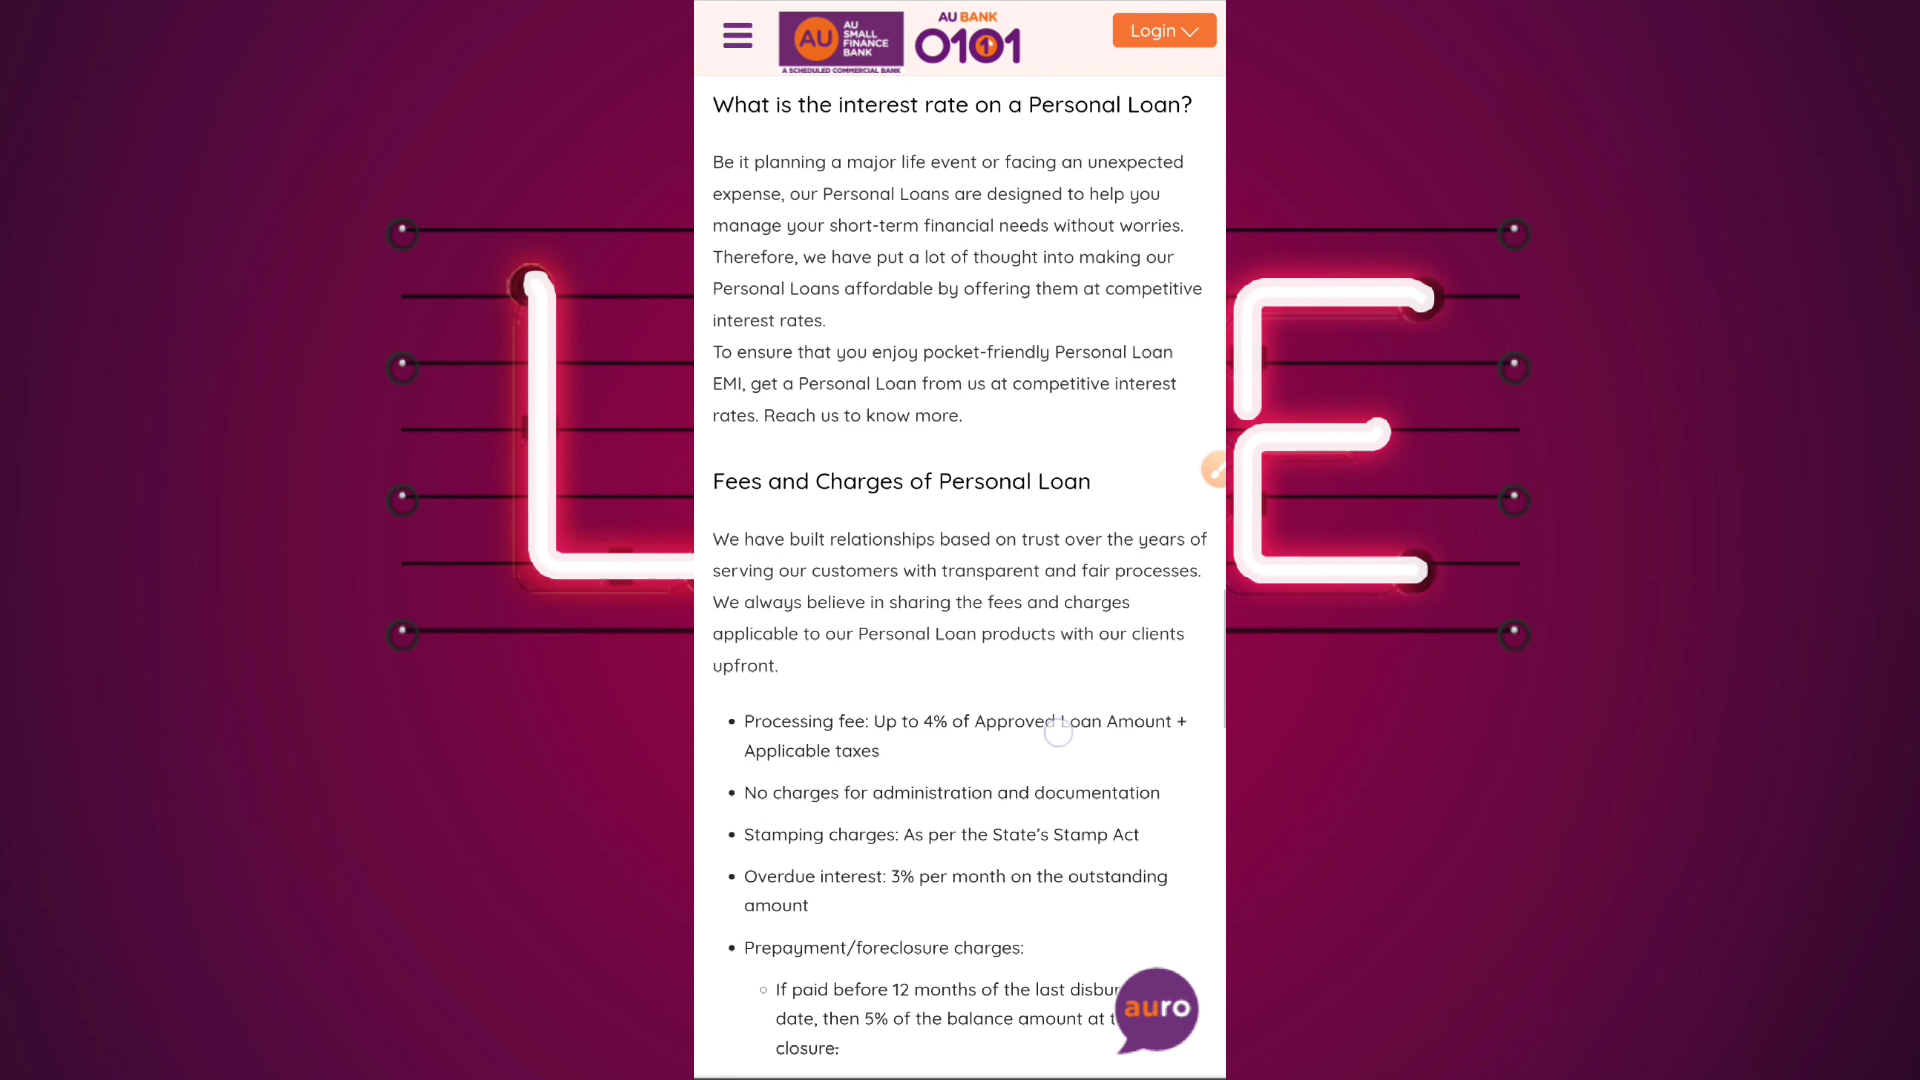 AU
AU
SMALL
FINANCE
BANK
A SCHEDULED COMMERCIAL BANK
AU BANK
0101
Login
What is the interest rate on a Personal Loan?
Be it planning a major life event or facing an unexpected
expense, our Personal Loans are designed to help you
manage your short-term financial needs without worries.
Therefore, we have put a lot of thought into making our
Personal Loans affordable by offering them at competitive
interest rates.
To ensure that you enjoy pocket-friendly Personal Loan
EMI, get a Personal Loan from us at competitive interest
rates. Reach us to know more.
Fees and Charges of Personal Loan
We have built relationships based on trust over the years of
serving our customers with transparent and fair processes.
We always believe in sharing the fees and charges
applicable to our Personal Loan products with our clients
upfront.
• Processing fee: Up to 4% of Approved Loan Amount +
Applicable taxes
• No charges for administration and documentation
• Stamping charges: As per the State’s Stamp Act
• Overdue interest: 3% per month on the outstanding
amount
• Prepayment/foreclosure charges:
○ If paid before 12 months of the last
date, then 5% of the balance amount at
closure:
auro
L
E